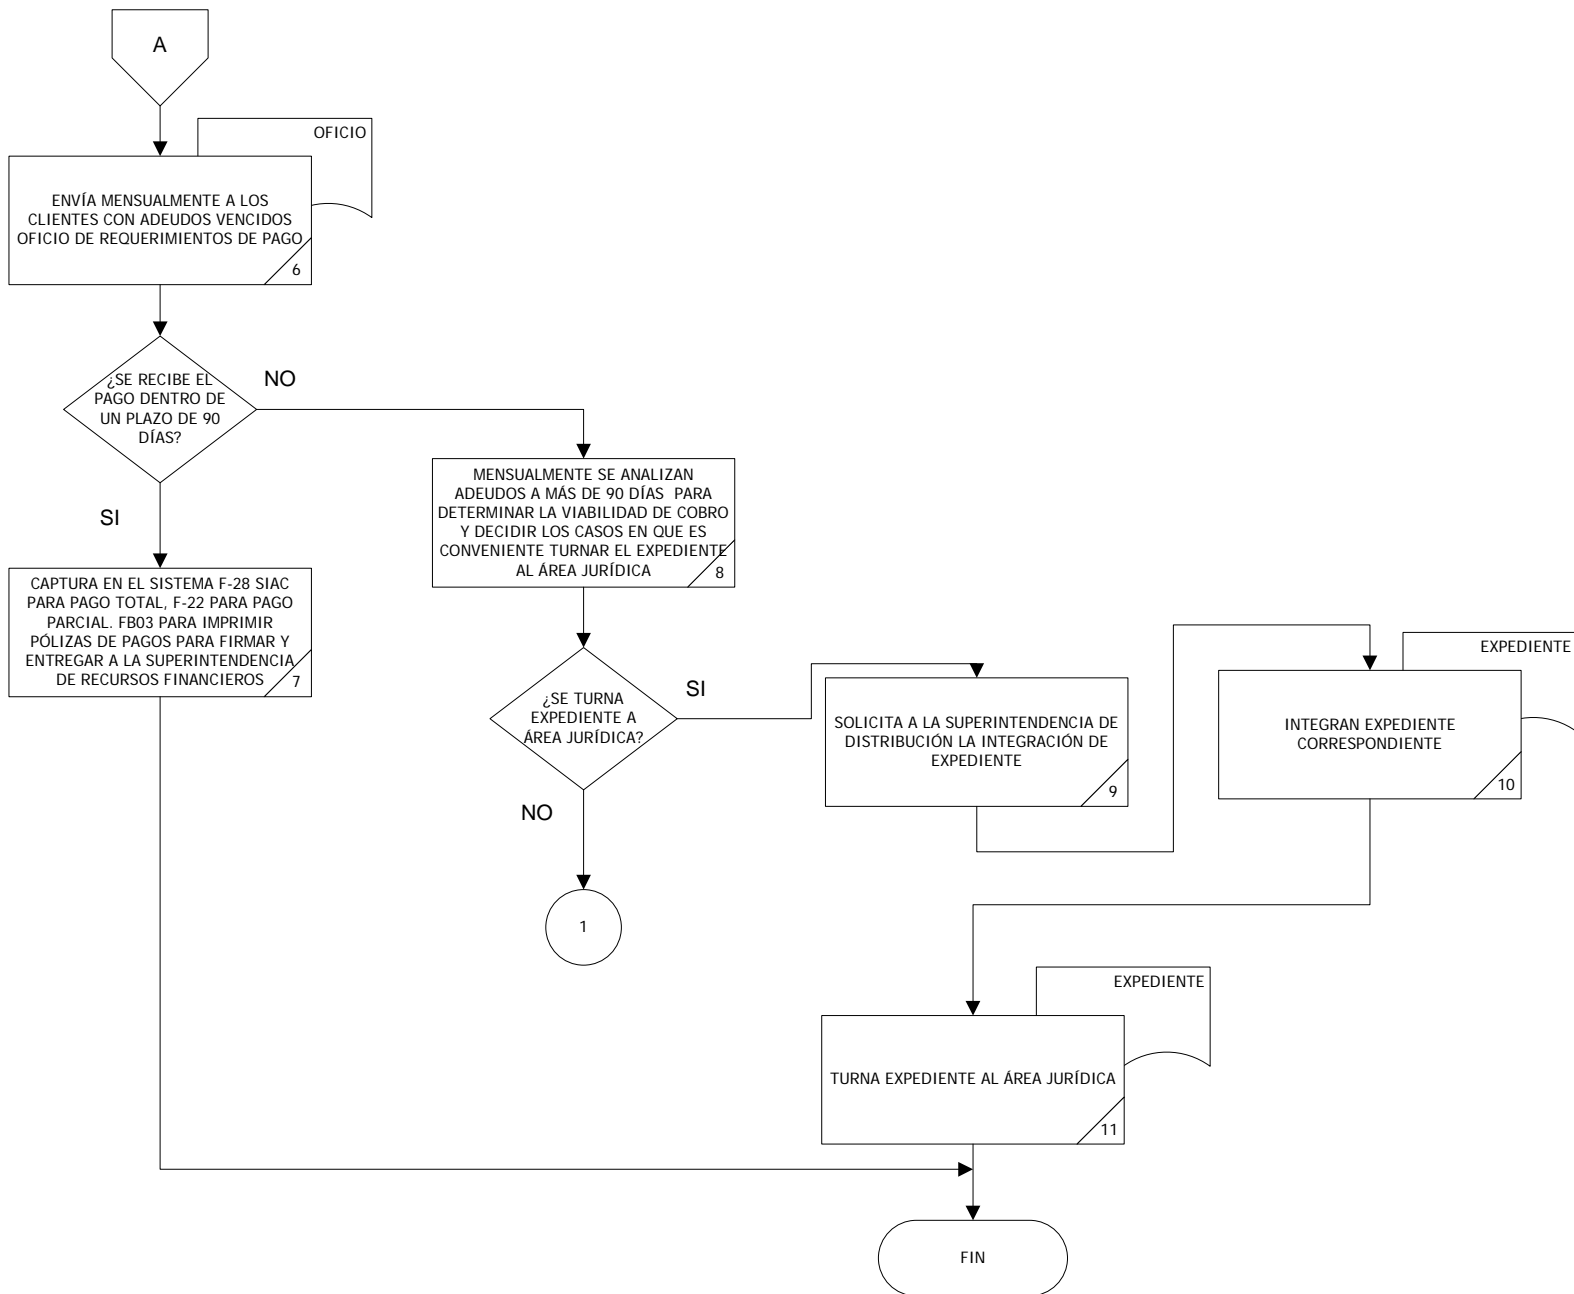 A
OFICIO
ENVÍA MENSUALMENTE A LOS
CLIENTES CON ADEUDOS VENCIDOS
OFICIO DE REQUERIMIENTOS DE PAGO
6
¿SE RECIBE EL
PAGO DENTRO DE
UN PLAZO DE 90
DÍAS?
NO
SI
CAPTURA EN EL SISTEMA F-28 SIAC
PARA PAGO TOTAL, F-22 PARA PAGO
PARCIAL. FB03 PARA IMPRIMIR
PÓLIZAS DE PAGOS PARA FIRMAR Y
ENTREGAR A LA SUPERINTENDENCIA
DE RECURSOS FINANCIEROS
7
MENSUALMENTE SE ANALIZAN
ADEUDOS A MÁS DE 90 DÍAS PARA
DETERMINAR LA VIABILIDAD DE COBRO
Y DECIDIR LOS CASOS EN QUE ES
CONVENIENTE TURNAR EL EXPEDIENTE
AL ÁREA JURÍDICA
8
¿SE TURNA
EXPEDIENTE A
ÁREA JURÍDICA?
SI
NO
1
SOLICITA A LA SUPERINTENDENCIA DE
DISTRIBUCIÓN LA INTEGRACIÓN DE
EXPEDIENTE
9
EXPEDIENTE
INTEGRAN EXPEDIENTE
CORRESPONDIENTE
10
EXPEDIENTE
TURNA EXPEDIENTE AL ÁREA JURÍDICA
11
FIN